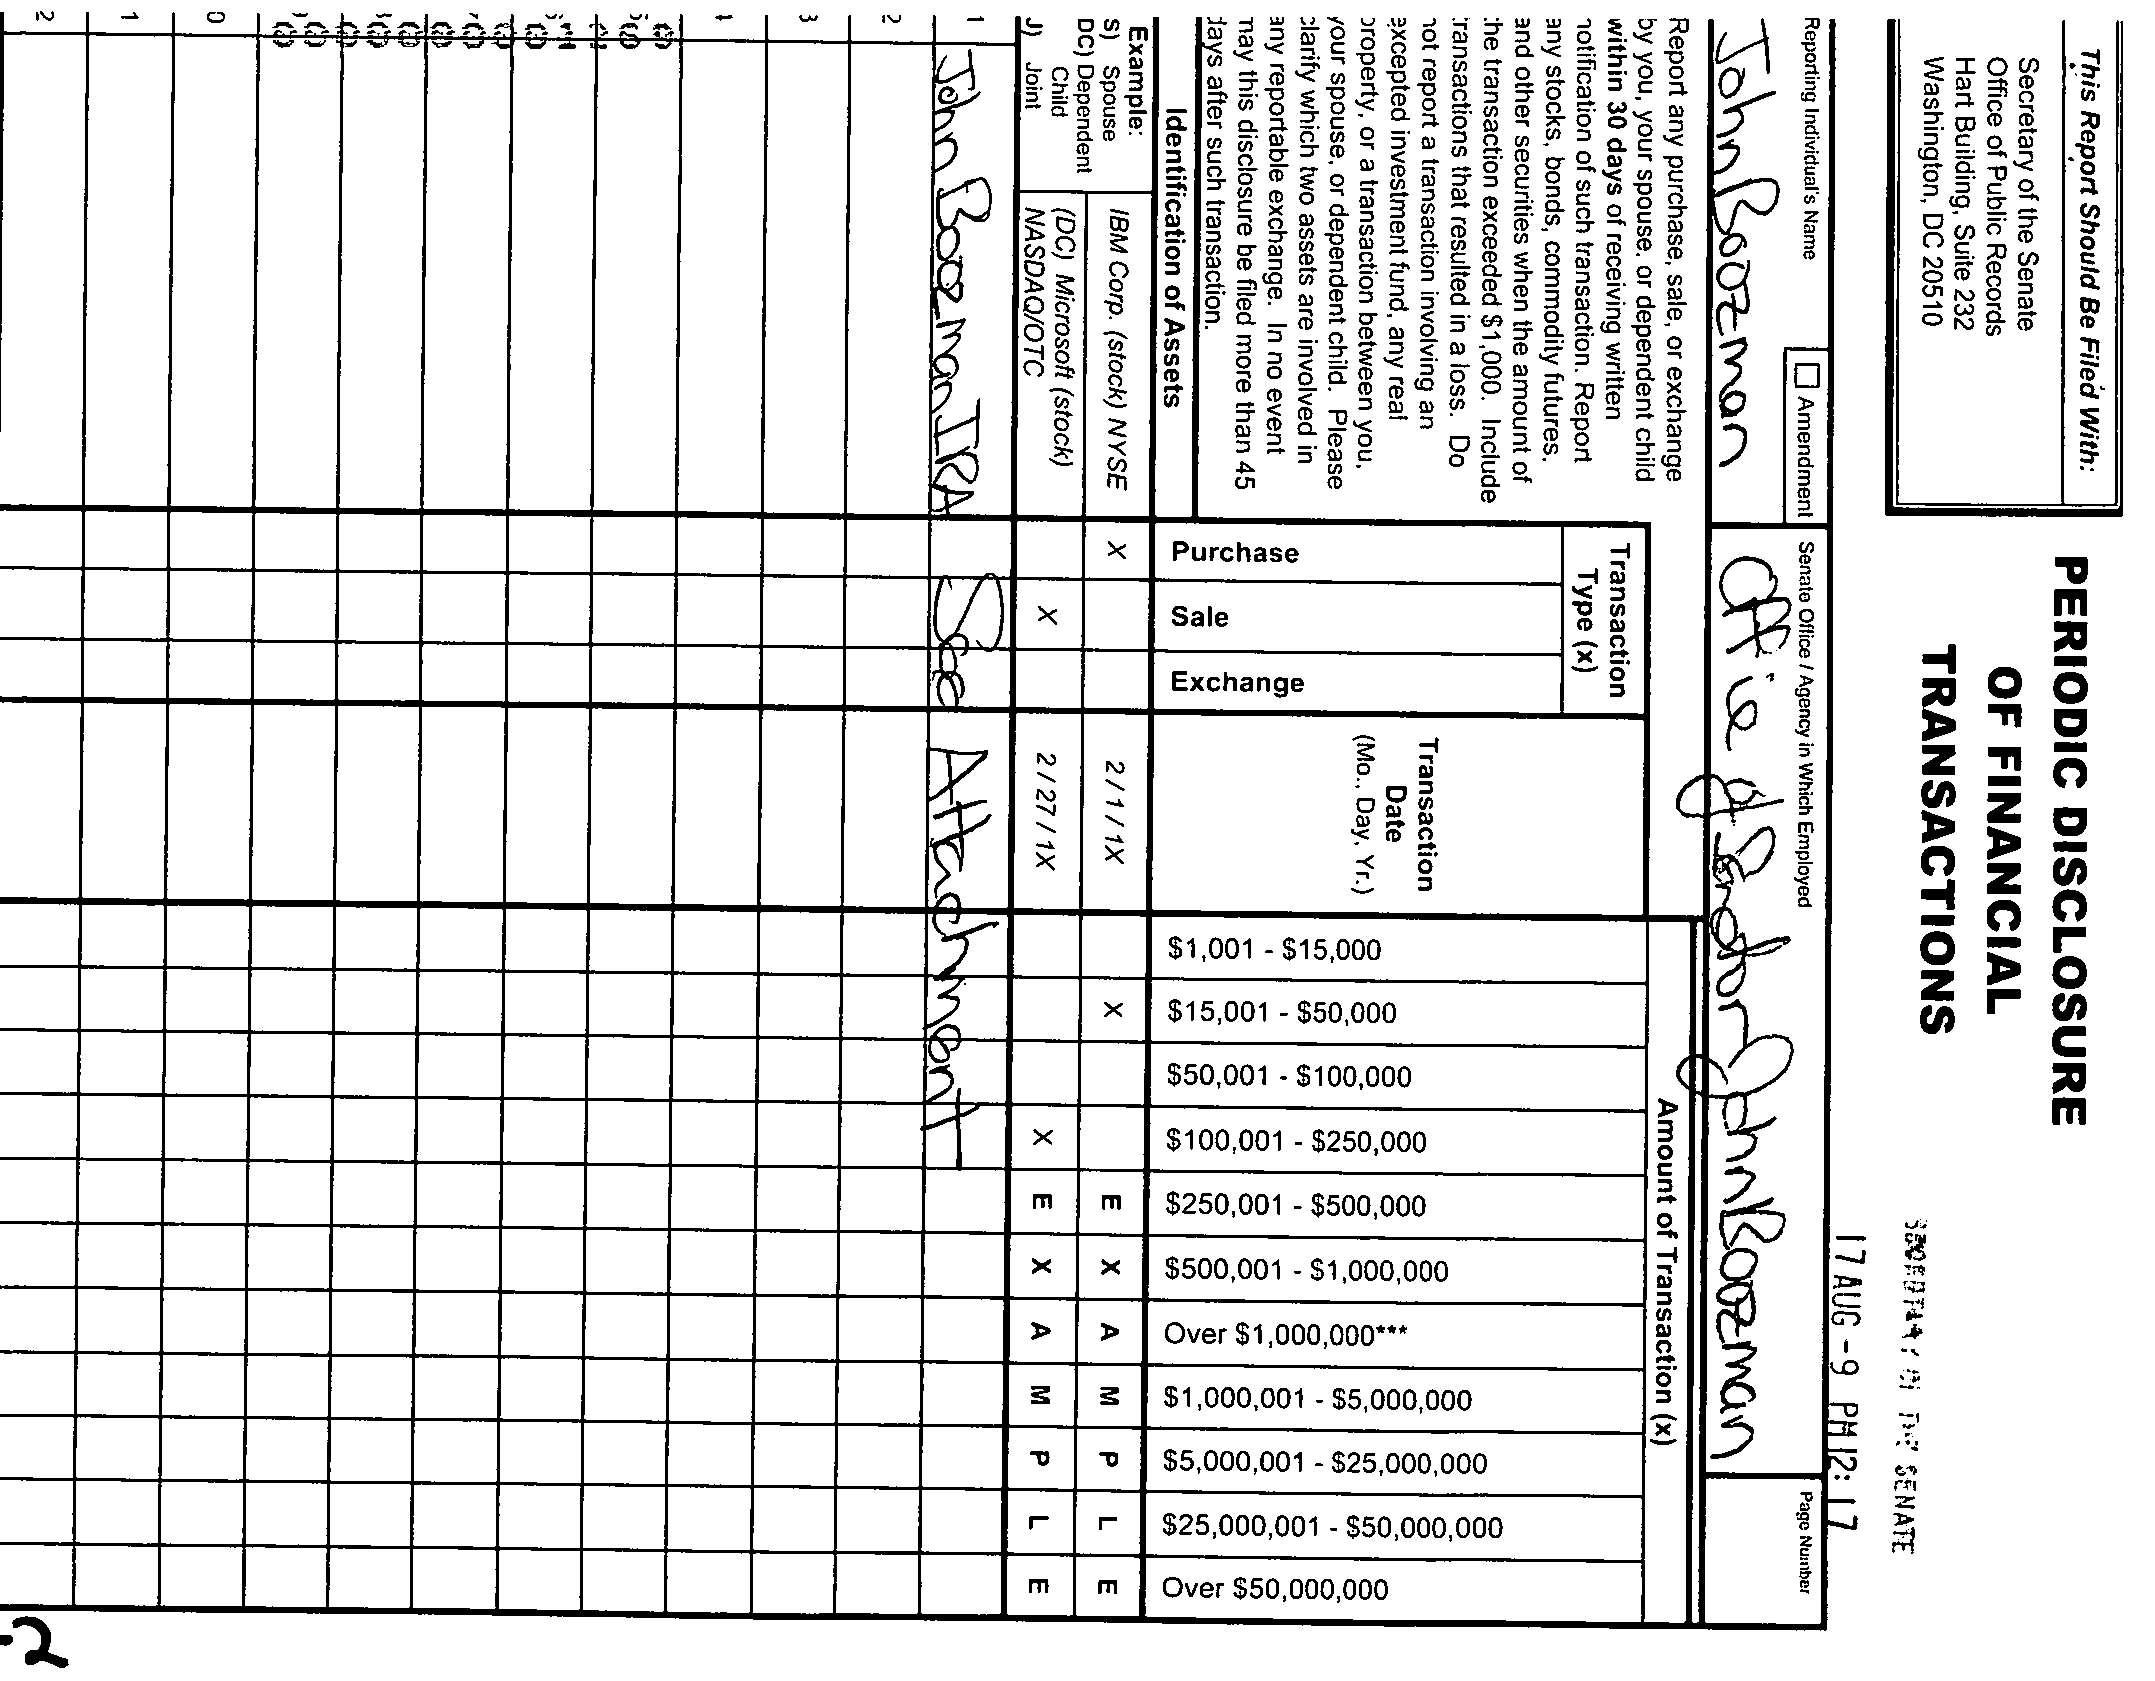 This Report Should Be Filed With:
Secretary of the Senate
Office of Public Records
Hart Building, Suite 232
Washington, DC 20510
PERIODIC DISCLOSURE
OF FINANCIAL
TRANSACTIONS
SENATE
17 AUG -9 PM 12: 17
Reporting Individual's Name
Amendment
Senate Office / Agency in Which Employed
Page Number
John Boozman
Office of Senator John Boozman
Report any purchase, sale, or exchange
by you, your spouse, or dependent child
within 30 days of receiving written
notification of such transaction. Report
any stocks, bonds, commodity futures,
and other securities when the amount of
the transaction exceeded $1,000. Include
transactions that resulted in a loss. Do
not report a transaction involving an
excepted investment fund, any real
property, or a transaction between you,
your spouse, or dependent child. Please
clarify which two assets are involved in
any reportable exchange. In no event
may this disclosure be filed more than 45
days after such transaction.
Identification of Assets
Transaction
Type (x)
Purchase
Sale
Exchange
Transaction
Date
(Mo., Day, Yr.)
Amount of Transaction (x)
$1,001 - $15,000
$15,001 - $50,000
$50,001 - $100,000
$100,001 - $250,000
$250,001 - $500,000
$500,001 - $1,000,000
Over $1,000,000***
$1,000,001 - $5,000,000
$5,000,001 - $25,000,000
$25,000,001 - $50,000,000
Over $50,000,000
Example:
S) Spouse
DC) Dependent
Child
J) Joint
IBM Corp. (stock) NYSE X 2 / 1 / 1X X E X A M P L E
(DC) Microsoft (stock)
NASDAQ/OTC X 2 / 27 / 1X X E X A M P L E
1 John Boozman IRA See Attachment
2
3
0
1
2
-2